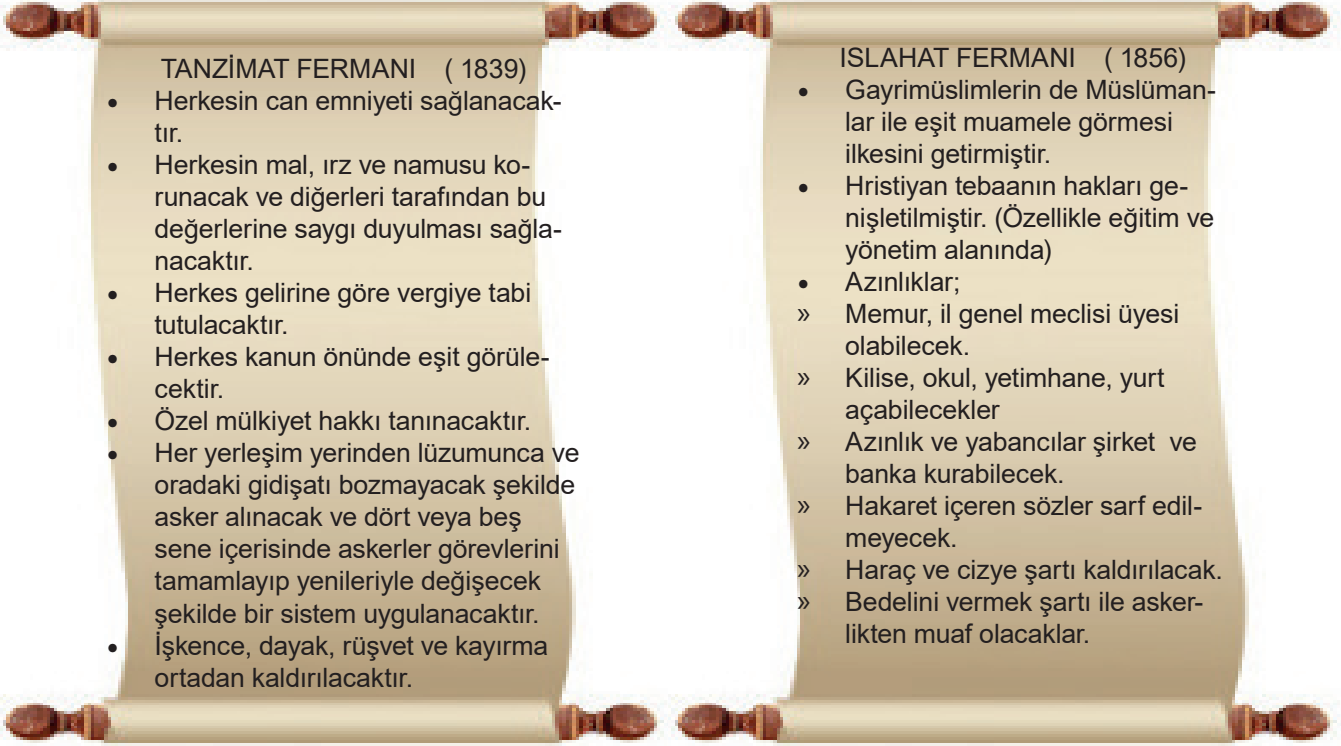 TANZİMAT FERMANI ( 1839)
• Herkesin can emniyeti sağlanacak-
tır.
• Herkesin mal, ırz ve namusu ko-
runacak ve diğerleri tarafından bu
değerlerine saygı duyulması sağla-
nacaktır.
• Herkes gelirine göre vergiye tabi
tutulacaktır.
• Herkes kanun önünde eşit görüle-
cektir.
• Özel mülkiyet hakkı tanınacaktır.
• Her yerleşim yerinden lüzumunca ve
oradaki gidişatı bozmayacak şekilde
asker alınacak ve dört veya beş
sene içerisinde askerler görevlerini
tamamlayıp yenileriyle değişecek
şekilde bir sistem uygulanacaktır.
• İşkence, dayak, rüşvet ve kayırma
ortadan kaldırılacaktır.
ISLAHAT FERMANI ( 1856)
• Gayrimüslimlerin de Müslüman-
lar ile eşit muamele görmesi
ilkesini getirmiştir.
• Hristiyan tebaanın hakları ge-
nişletilmiştir. (Özellikle eğitim ve
yönetim alanında)
• Azınlıklar;
» Memur, il genel meclisi üyesi
olabilecek.
» Kilise, okul, yetimhane, yurt
açabilecekler
» Azınlık ve yabancılar şirket ve
banka kurabilecek.
» Hakaret içeren sözler sarf edil-
meyecek.
» Haraç ve cizye şartı kaldırılacak.
» Bedelini vermek şartı ile asker-
likten muaf olacaklar.